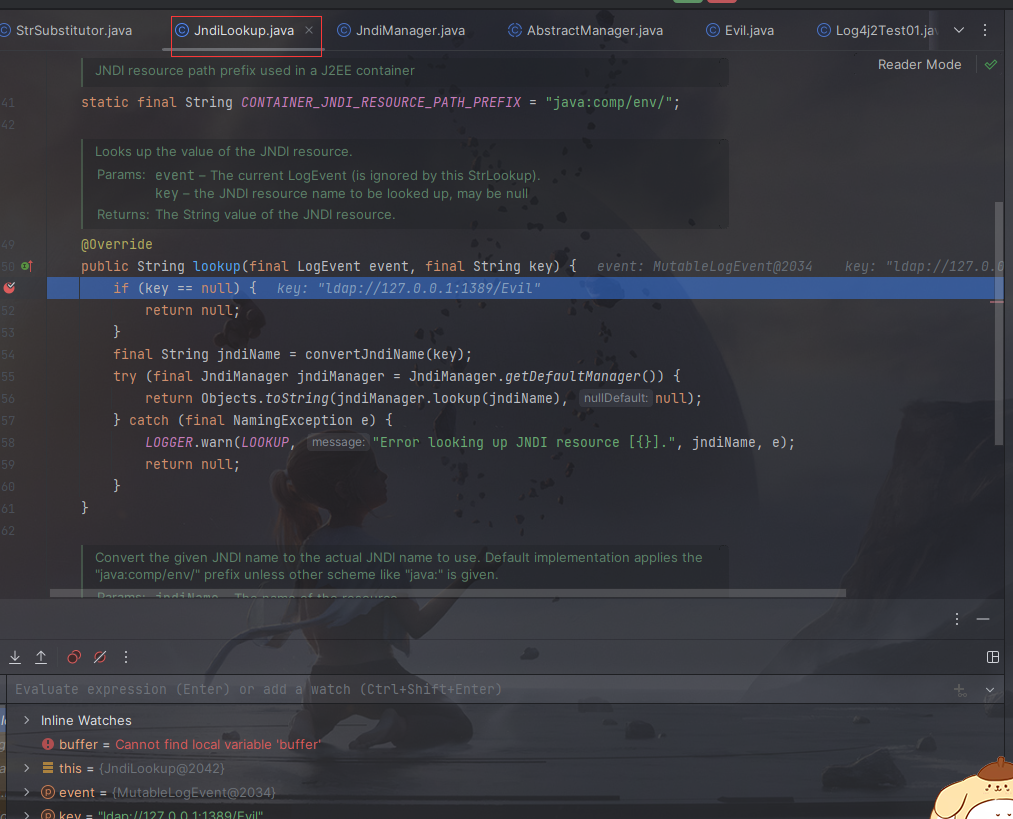 StrSubstitutor.java JndiLookup.java × JndiManager.java AbstractManager.java Evil.java Log4j2Test01.jav
Reader Mode
JNDI resource path prefix used in a J2EE container
41 static final String CONTAINER_JNDI_RESOURCE_PATH_PREFIX = "java:comp/env/";
42
Looks up the value of the JNDI resource.
Params: event – The current LogEvent (is ignored by this StrLookup).
key – the JNDI resource name to be looked up, may be null
Returns: The String value of the JNDI resource.
49 @Override
50 public String lookup(final LogEvent event, final String key) { event: MutableLogEvent@2034 key: "ldap://127.0.0
if (key == null) { key: "ldap://127.0.0.1:1389/Evil"
52 return null;
53 }
54 final String jndiName = convertJndiName(key);
55 try (final JndiManager jndiManager = JndiManager.getDefaultManager()) {
56 return Objects.toString(jndiManager.lookup(jndiName), nullDefault: null);
57 } catch (final NamingException e) {
58 LOGGER.warn(LOOKUP, message: "Error looking up JNDI resource [{}].", jndiName, e);
59 return null;
60 }
61 }
62
Convert the given JNDI name to the actual JNDI name to use. Default implementation applies the
"java:comp/env/" prefix unless other scheme like "java:" is given.
Params: jndiName – The name of the resource.
Evaluate expression (Enter) or add a watch (Ctrl+Shift+Enter)
Inline Watches
buffer = Cannot find local variable 'buffer'
this = {JndiLookup@2042}
event = {MutableLogEvent@2034}
key = "ldap://127.0.0.1:1389/Evil"